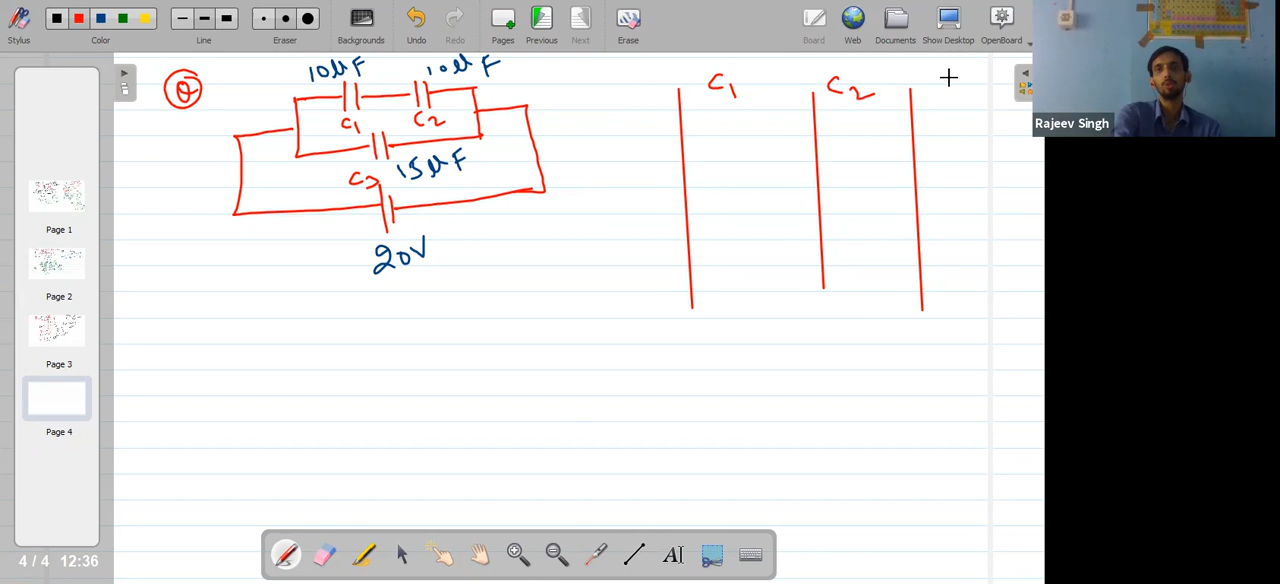 Stylus
Color
Line
Eraser
Backgrounds
Undo
Redo
Pages
Previous
Next
Erase
Board
Web
Documents
Show Desktop
OpenBoard
Rajeev Singh
Page 1
Page 2
Page 3
Page 4
4 / 4 12:36
Q
10μF 10μF
C1 C2
15μF
C3
20V
C1 C2